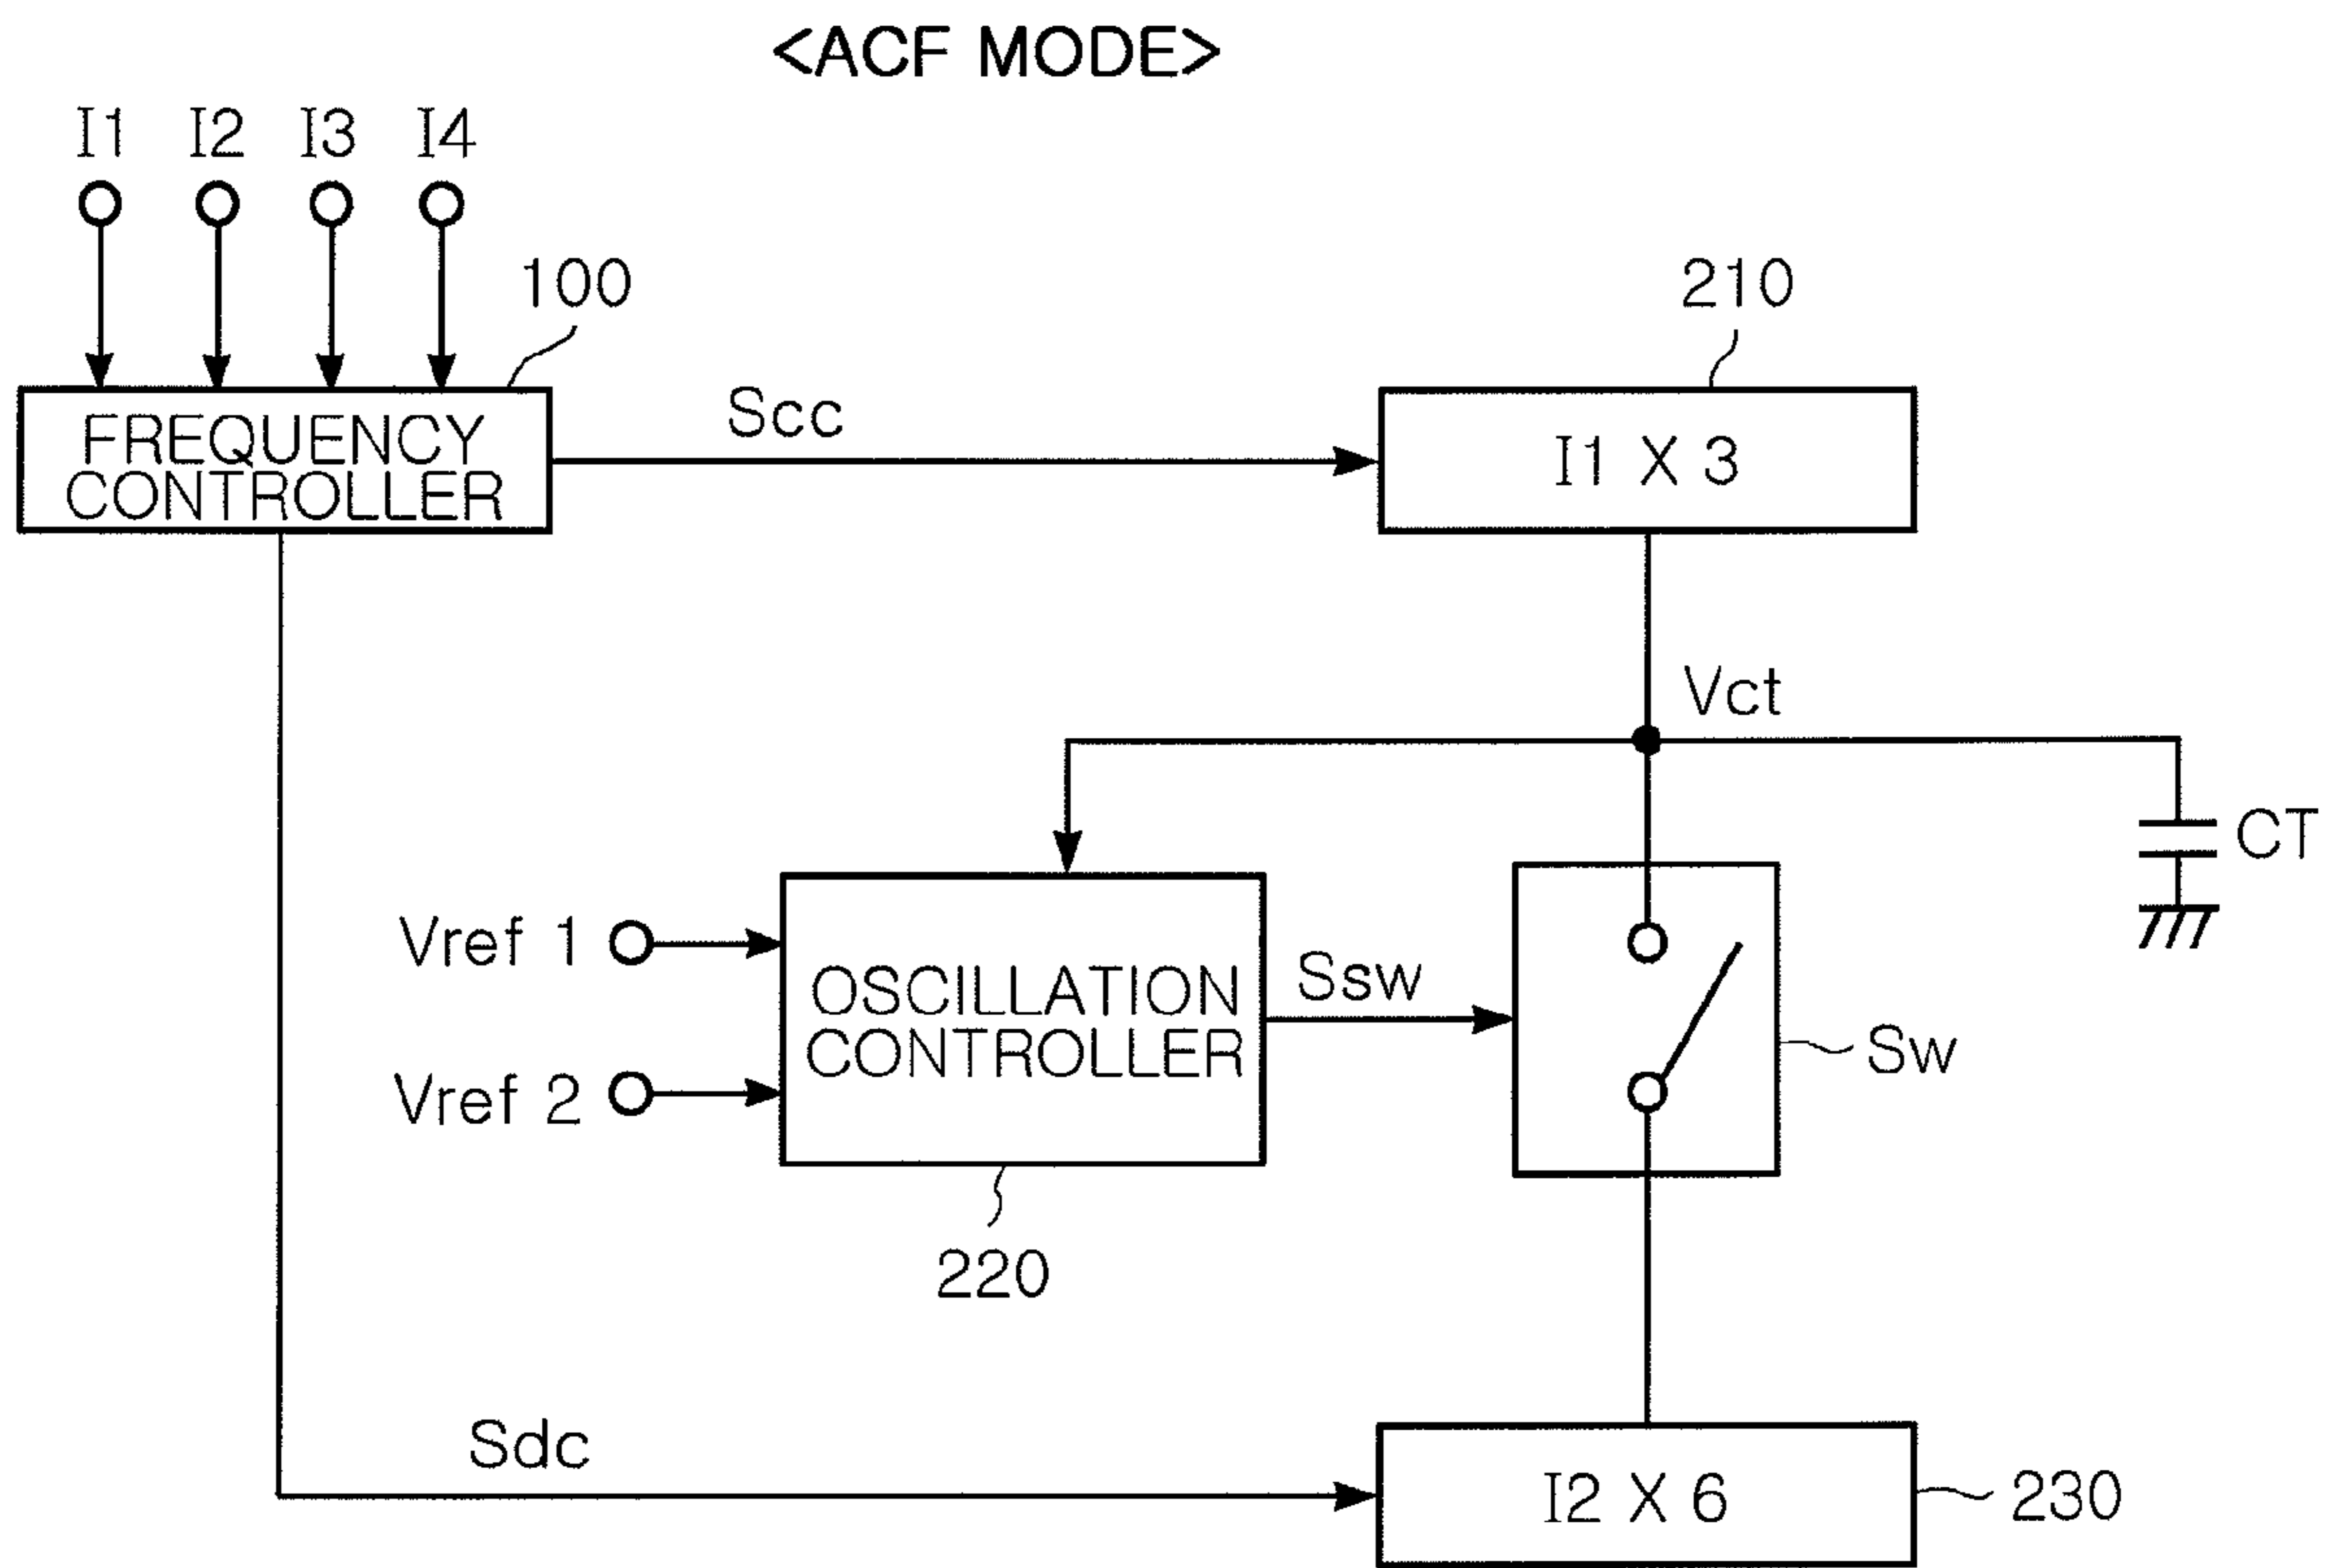 <ACF MODE>
I1 I2 I3 I4
100
210
FREQUENCY
CONTROLLER
Scc
I1 X 3
Vct
CT
Vref 1
Vref 2
OSCILLATION
CONTROLLER
Ssw
Sw
220
Sdc
I2 X 6
230